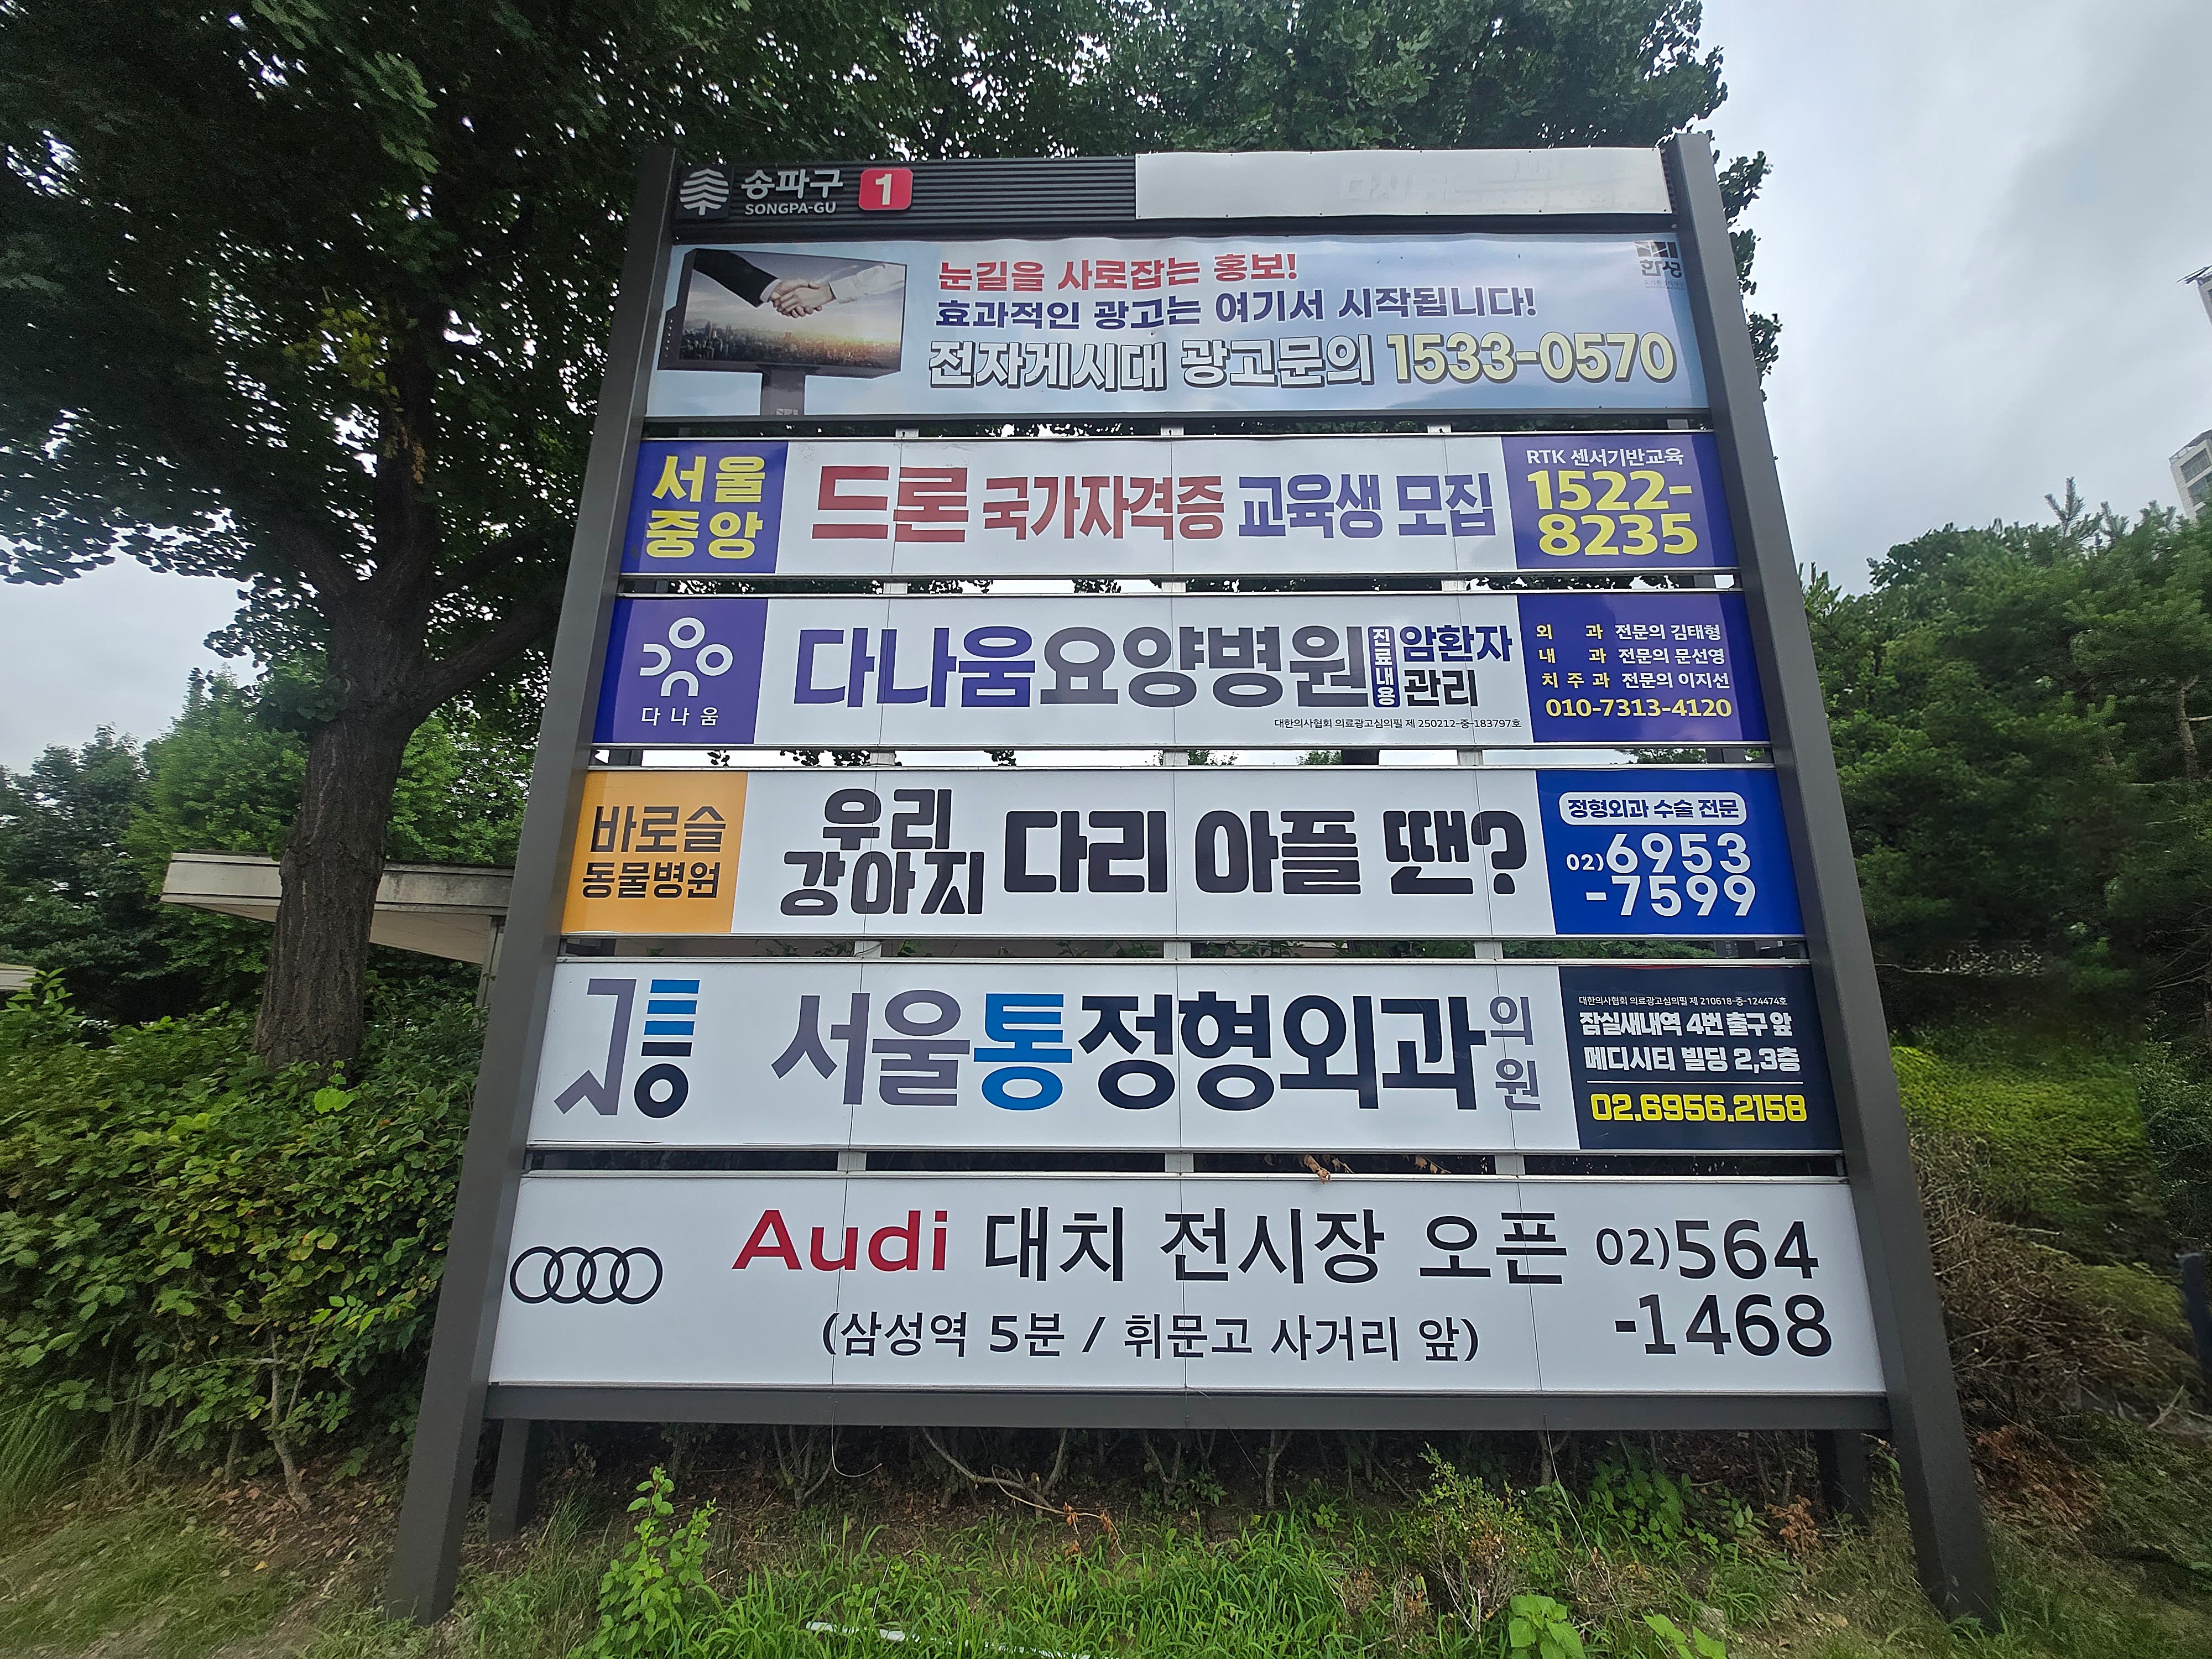 송파구 1
SONGPA-GU
눈길을 사로잡는 홍보!
효과적인 광고는 여기서 시작됩니다!
전자게시대 광고문의 1533-0570
한성
서울
중앙
드론 국가자격증 교육생 모집
RTK 센서기반교육
1522-
8235
다나움
다나움요양병원
진료내용
암환자
관리
대한의사협회 의료광고심의필 제 250212-중-183797호
외 과 전문의 김태형
내 과 전문의 문선영
치 주 과 전문의 이지선
010-7313-4120
바로슬
동물병원
우리
강아지
다리 아플 땐?
정형외과 수술 전문
02)6953
-7599
서울통정형외과의원
대한의사협회 의료광고심의필 제 210618-중-124474호
잠실새내역 4번 출구 앞
메디시티 빌딩 2,3층
02.6956.2158
Audi 대치 전시장 오픈
(삼성역 5분 / 휘문고 사거리 앞)
02)564
-1468